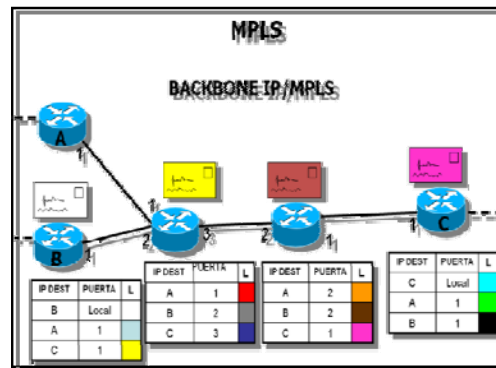 MPLS
BACKBONE IP/MPLS
A
1
1
2
3
2
1
1
C
B
1
IP DEST PUERTA L
B Local
A 1
C 1
IP DEST PUERTA L
A 1
B 2
C 3
IP DEST PUERTA L
A 2
B 2
C 1
IP DEST PUERTA L
C Local
A 1
B 1